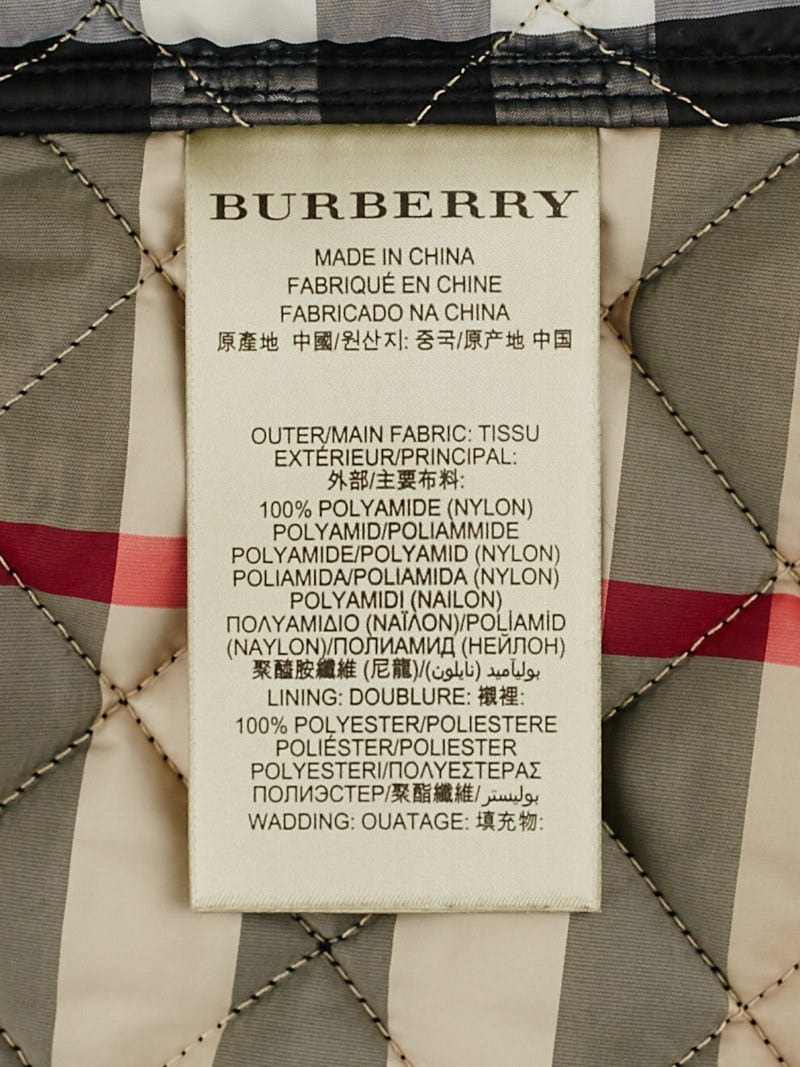 BURBERRY
MADE IN CHINA
FABRIQUÉ EN CHINE
FABRICADO NA CHINA
原產地 中國/원산지: 중국/原产地 中国
OUTER/MAIN FABRIC: TISSU
EXTÉRIEUR/PRINCIPAL:
外部/主要布料:
100% POLYAMIDE (NYLON)
POLYAMID/POLIAMMIDE
POLYAMIDE/POLYAMID (NYLON)
POLIAMIDA/POLIAMIDA (NYLON)
POLYAMIDI (NAILON)
ΠΟΛΥΑΜΙΔΙΟ (ΝΑΪΛΟΝ)/POLİAMİD
(NAYLON)/ПОЛИАМИД (НЕЙЛОН)
聚醯胺纖維 (尼龍)/بوليآميد (نايلون)
LINING: DOUBLURE: 襯裡:
100% POLYESTER/POLIESTERE
POLIÉSTER/POLIESTER
POLYESTERI/ΠΟΛΥΕΣΤΕΡΑΣ
ПОЛИЭСТЕР/聚酯纖維/بوليستر
WADDING: OUATAGE: 填充物: